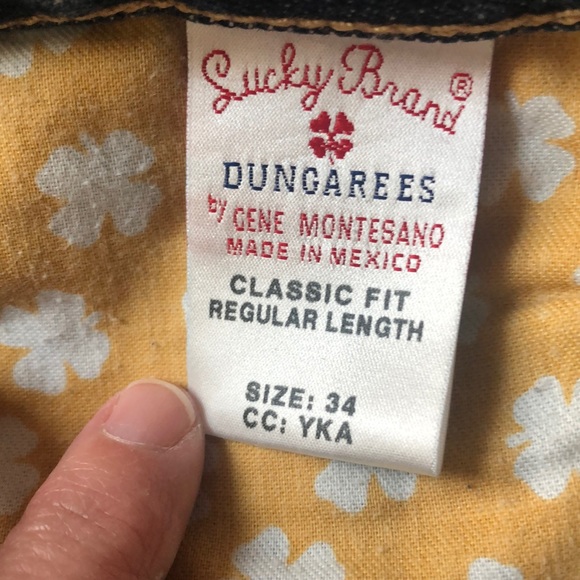 Lucky Brand®
DUNGAREES
by GENE MONTESANO
MADE IN MEXICO
CLASSIC FIT
REGULAR LENGTH
SIZE: 34
CC: YKA